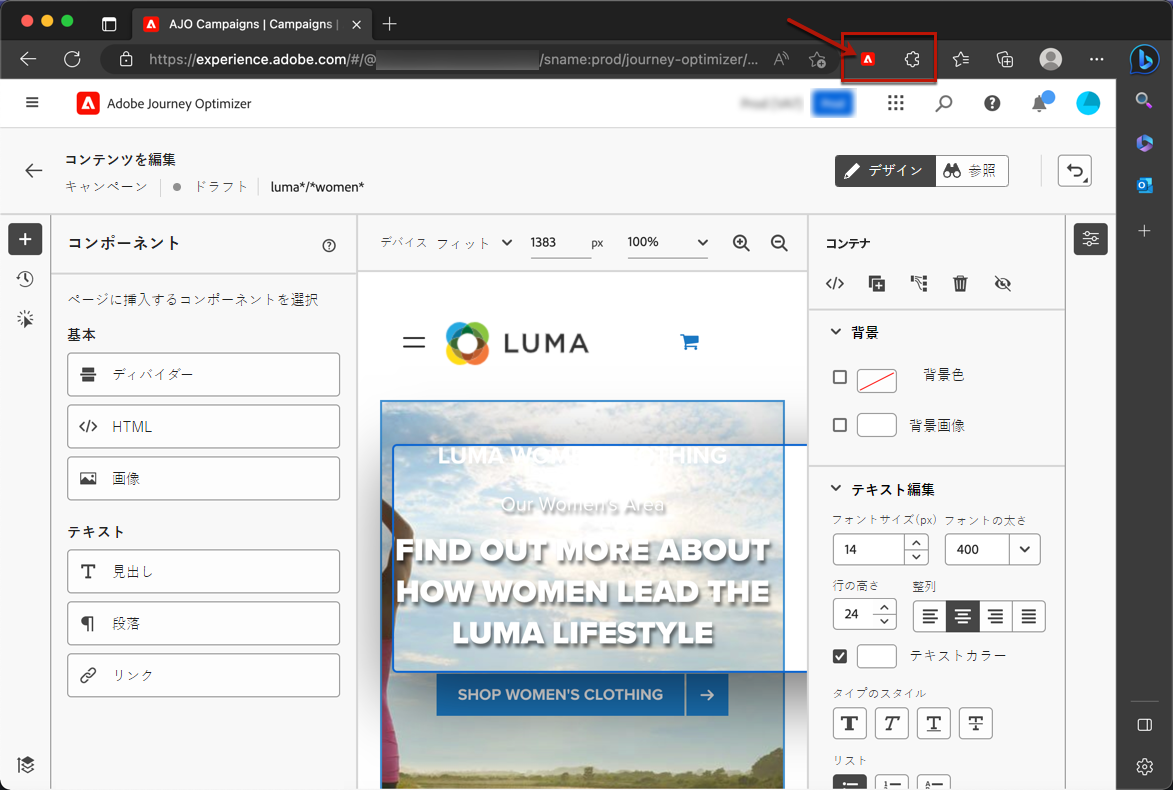 AJO Campaigns | Campaigns |
https://experience.adobe.com/#/@
/sname:prod/journey-optimizer/...
Adobe Journey Optimizer
コンテンツを編集
キャンペーン
ドラフト
luma*/*women*
デザイン
参照
コンポーネント
ページに挿入するコンポーネントを選択
基本
ディバイダー
HTML
画像
テキスト
見出し
段落
リンク
デバイス フィット
1383 px
100%
LUMA
LUMA WOMEN'S CLOTHING
Our Women's Area
FIND OUT MORE ABOUT
HOW WOMEN LEAD THE
LUMA LIFESTYLE
SHOP WOMEN'S CLOTHING
コンテナ
背景
背景色
背景画像
テキスト編集
フォントサイズ(px) フォントの太さ
14 400
行の高さ 整列
24
テキストカラー
タイプのスタイル
リスト